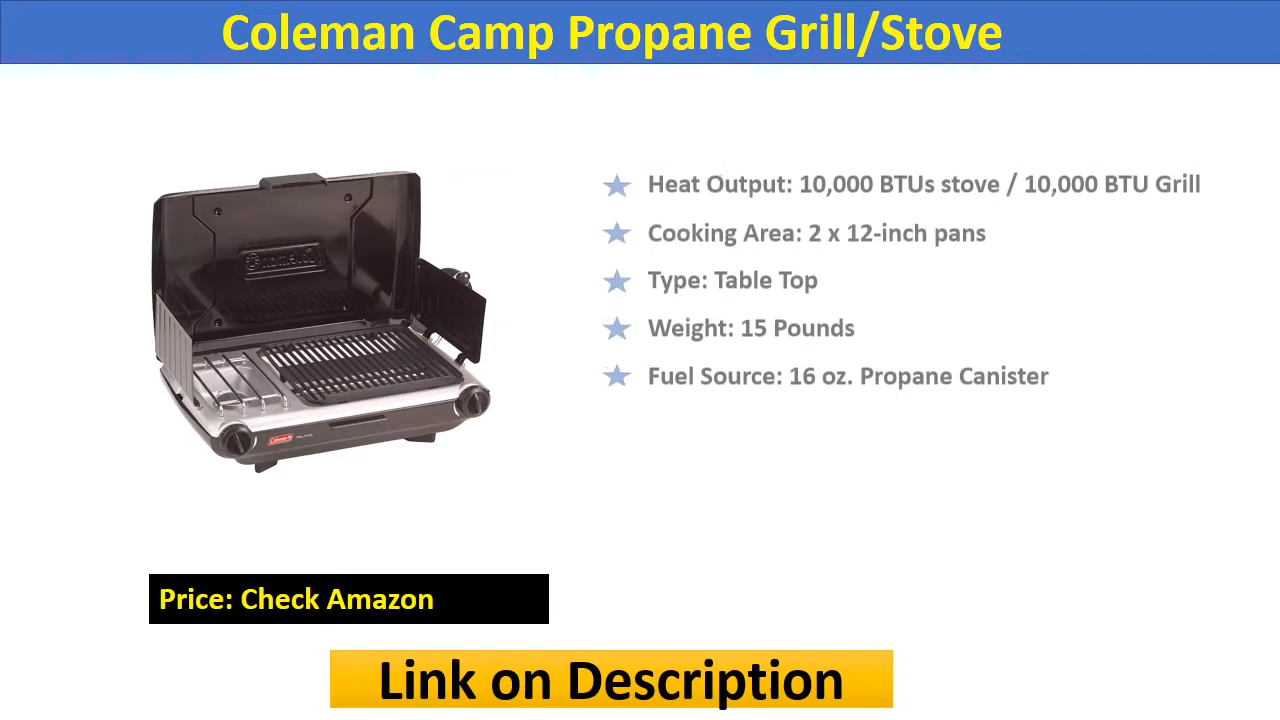 Coleman Camp Propane Grill/Stove
Heat Output: 10,000 BTUs stove / 10,000 BTU Grill
Cooking Area: 2 x 12-inch pans
Type: Table Top
Weight: 15 Pounds
Fuel Source: 16 oz. Propane Canister
Coleman
Price: Check Amazon
Link on Description